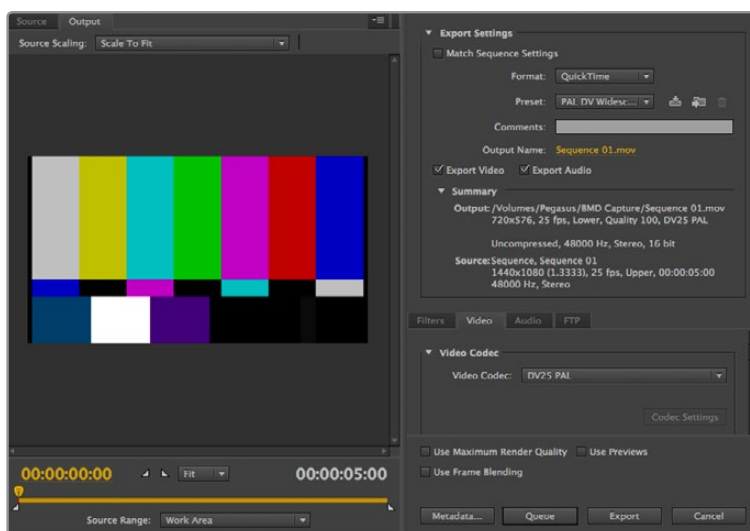 Source Output
Source Scaling: Scale To Fit
00:00:00:00 Fit 00:00:05:00
Source Range: Work Area
Export Settings
Match Sequence Settings
Format: QuickTime
Preset: PAL DV Widesc...
Comments:
Output Name: Sequence 01.mov
Export Video Export Audio
Summary
Output: /Volumes/Pegasus/BMD Capture/Sequence 01.mov
720x576, 25 fps, Lower, Quality 100, DV25 PAL
Uncompressed, 48000 Hz, Stereo, 16 bit
Source: Sequence, Sequence 01
1440x1080 (1.3333), 25 fps, Upper, 00:00:05:00
48000 Hz, Stereo
Filters Video Audio FTP
Video Codec
Video Codec: DV25 PAL
Codec Settings
Use Maximum Render Quality Use Previews
Use Frame Blending
Metadata... Queue Export Cancel